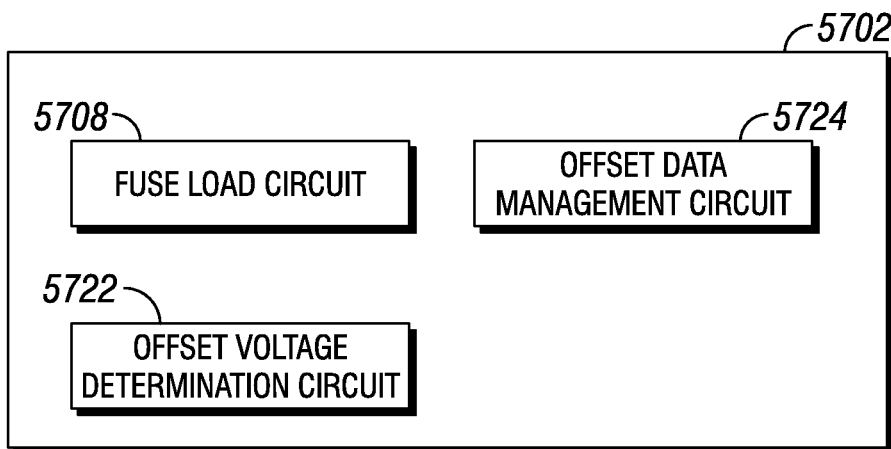 5702
5708
FUSE LOAD CIRCUIT
5724
OFFSET DATA
MANAGEMENT CIRCUIT
5722
OFFSET VOLTAGE
DETERMINATION CIRCUIT